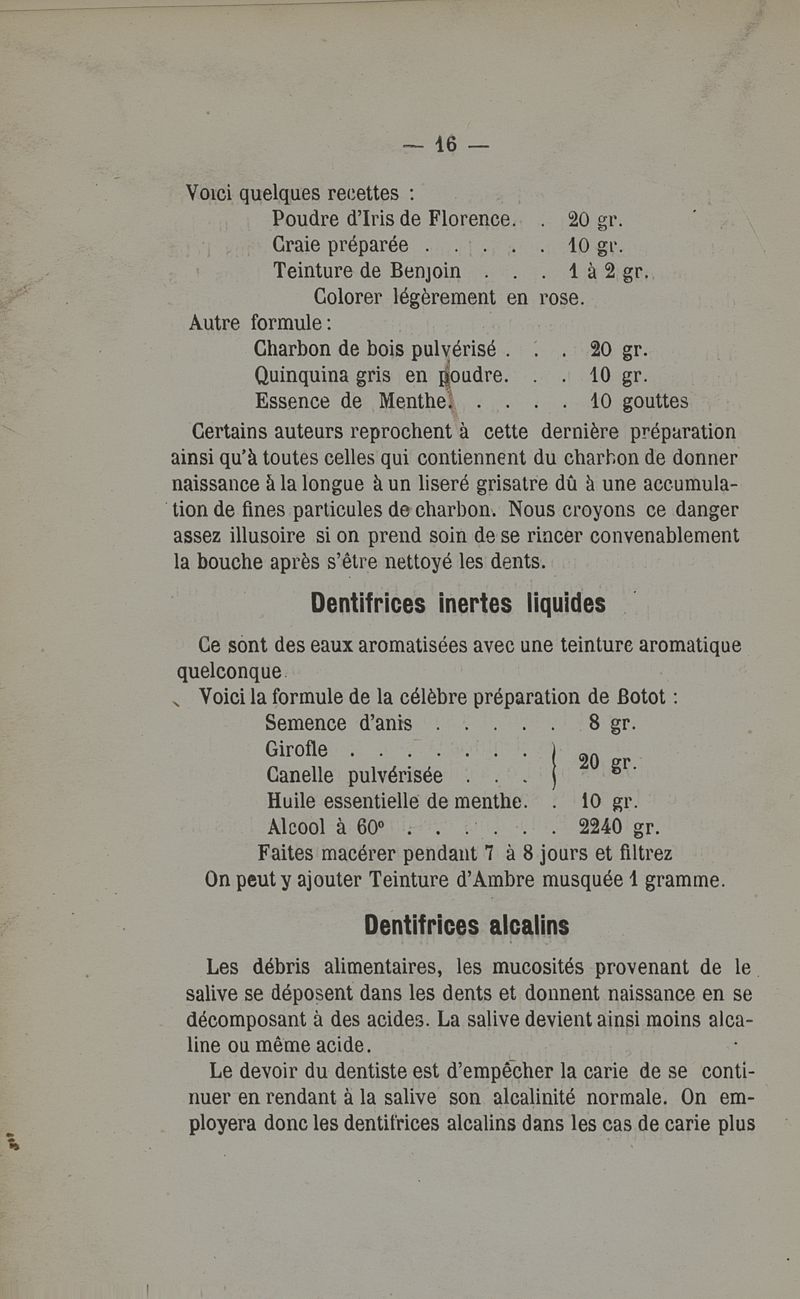 — 16 —
Voici quelques recettes :
Poudre d'Iris de Florence. . 20 gr.
Craie préparée . . . . . 10 gr.
Teinture de Benjoin . . . 1 à 2 gr.
Colorer légèrement en rose.
Autre formule :
Charbon de bois pulvérisé . . . 20 gr.
Quinquina gris en poudre. . . 10 gr.
Essence de Menthe. . . . . 10 gouttes
Certains auteurs reprochent à cette dernière préparation
ainsi qu'à toutes celles qui contiennent du charbon de donner
naissance à la longue à un liseré grisatre dû à une accumula-
tion de fines particules de charbon. Nous croyons ce danger
assez illusoire si on prend soin de se rincer convenablement
la bouche après s'être nettoyé les dents.
Dentifrices inertes liquides
Ce sont des eaux aromatisées avec une teinture aromatique
quelconque
Voici la formule de la célèbre préparation de Botot :
Semence d'anis . . . . . 8 gr.
Girofle . . . . . . . } 20 gr.
Canelle pulvérisée . . . }
Huile essentielle de menthe. . 10 gr.
Alcool à 60° . . . . . . 2240 gr.
Faites macérer pendant 7 à 8 jours et filtrez
On peut y ajouter Teinture d'Ambre musquée 1 gramme.
Dentifrices alcalins
Les débris alimentaires, les mucosités provenant de le
salive se déposent dans les dents et donnent naissance en se
décomposant à des acides. La salive devient ainsi moins alca-
line ou même acide.
Le devoir du dentiste est d'empêcher la carie de se conti-
nuer en rendant à la salive son alcalinité normale. On em-
ployera donc les dentifrices alcalins dans les cas de carie plus